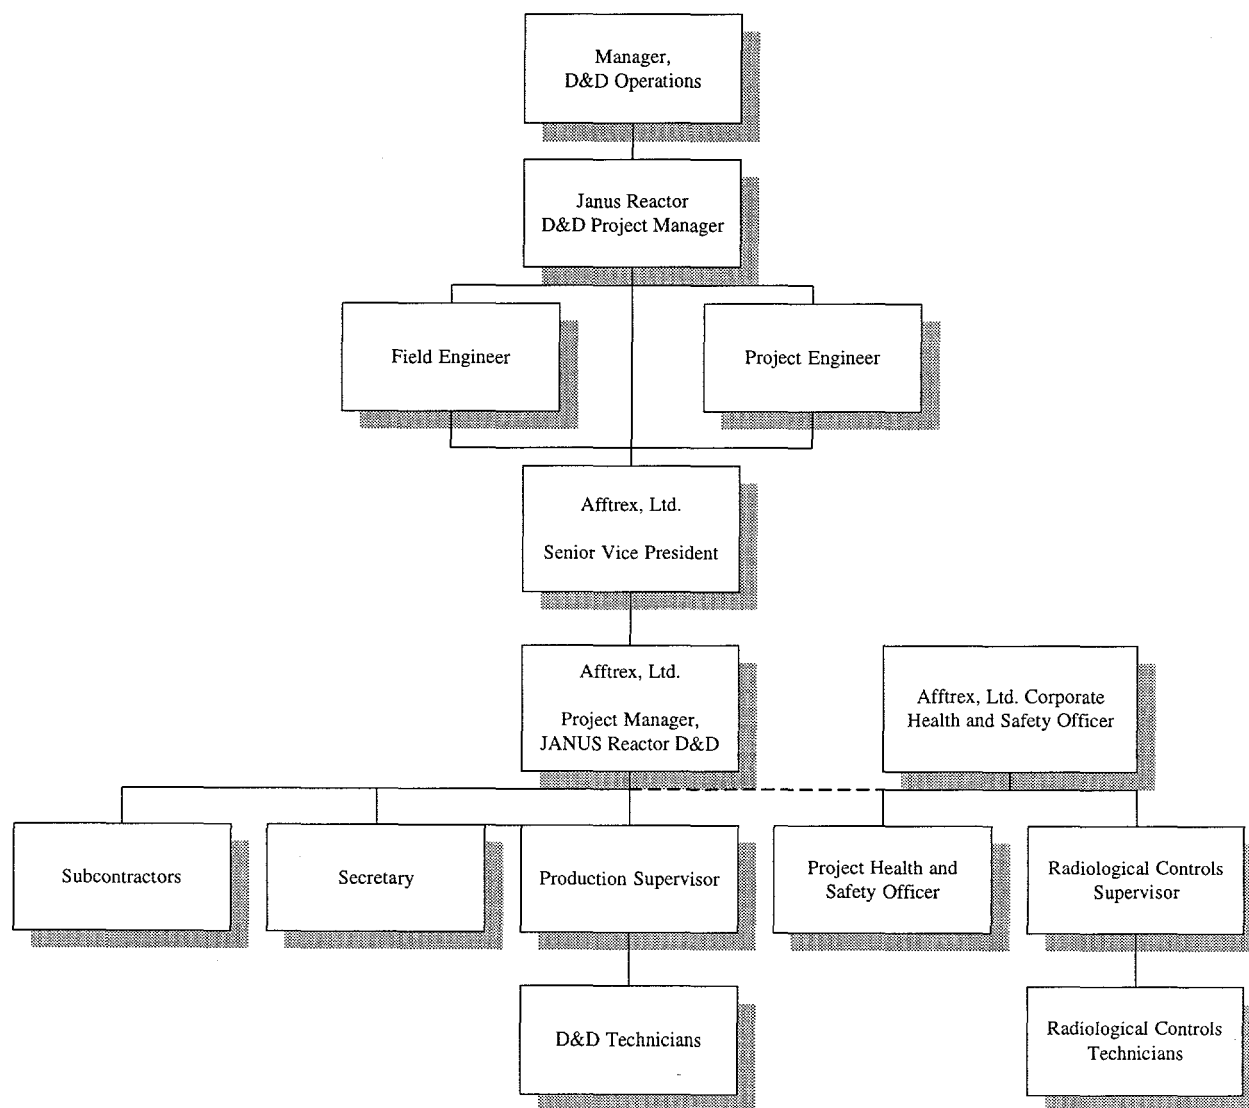 Manager,
D&D Operations
Janus Reactor
D&D Project Manager
Field Engineer
Project Engineer
Afftrex, Ltd.
Senior Vice President
Afftrex, Ltd.
Project Manager,
JANUS Reactor D&D
Afftrex, Ltd. Corporate
Health and Safety Officer
Subcontractors
Secretary
Production Supervisor
Project Health and
Safety Officer
Radiological Controls
Supervisor
D&D Technicians
Radiological Controls
Technicians